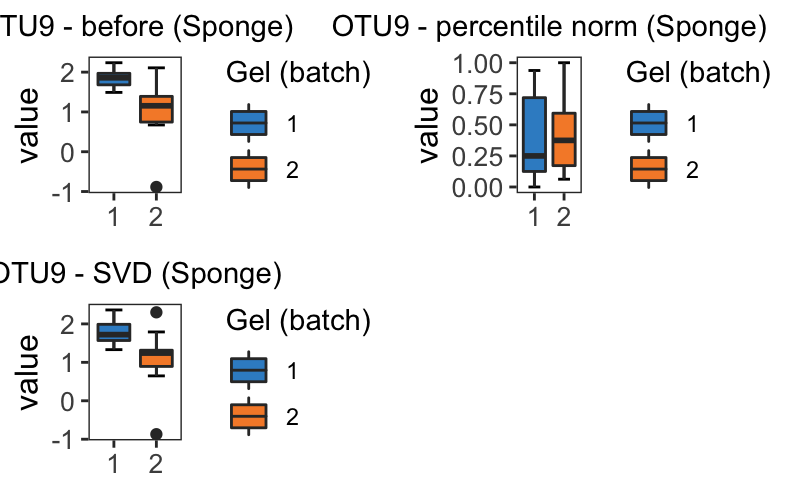 TU9 - before (Sponge)
OTU9 - percentile norm (Sponge)
value
2
1
0
-1
1 2
Gel (batch)
1
2
value
1.00
0.75
0.50
0.25
0.00
1 2
Gel (batch)
1
2
OTU9 - SVD (Sponge)
value
2
1
0
-1
1 2
Gel (batch)
1
2